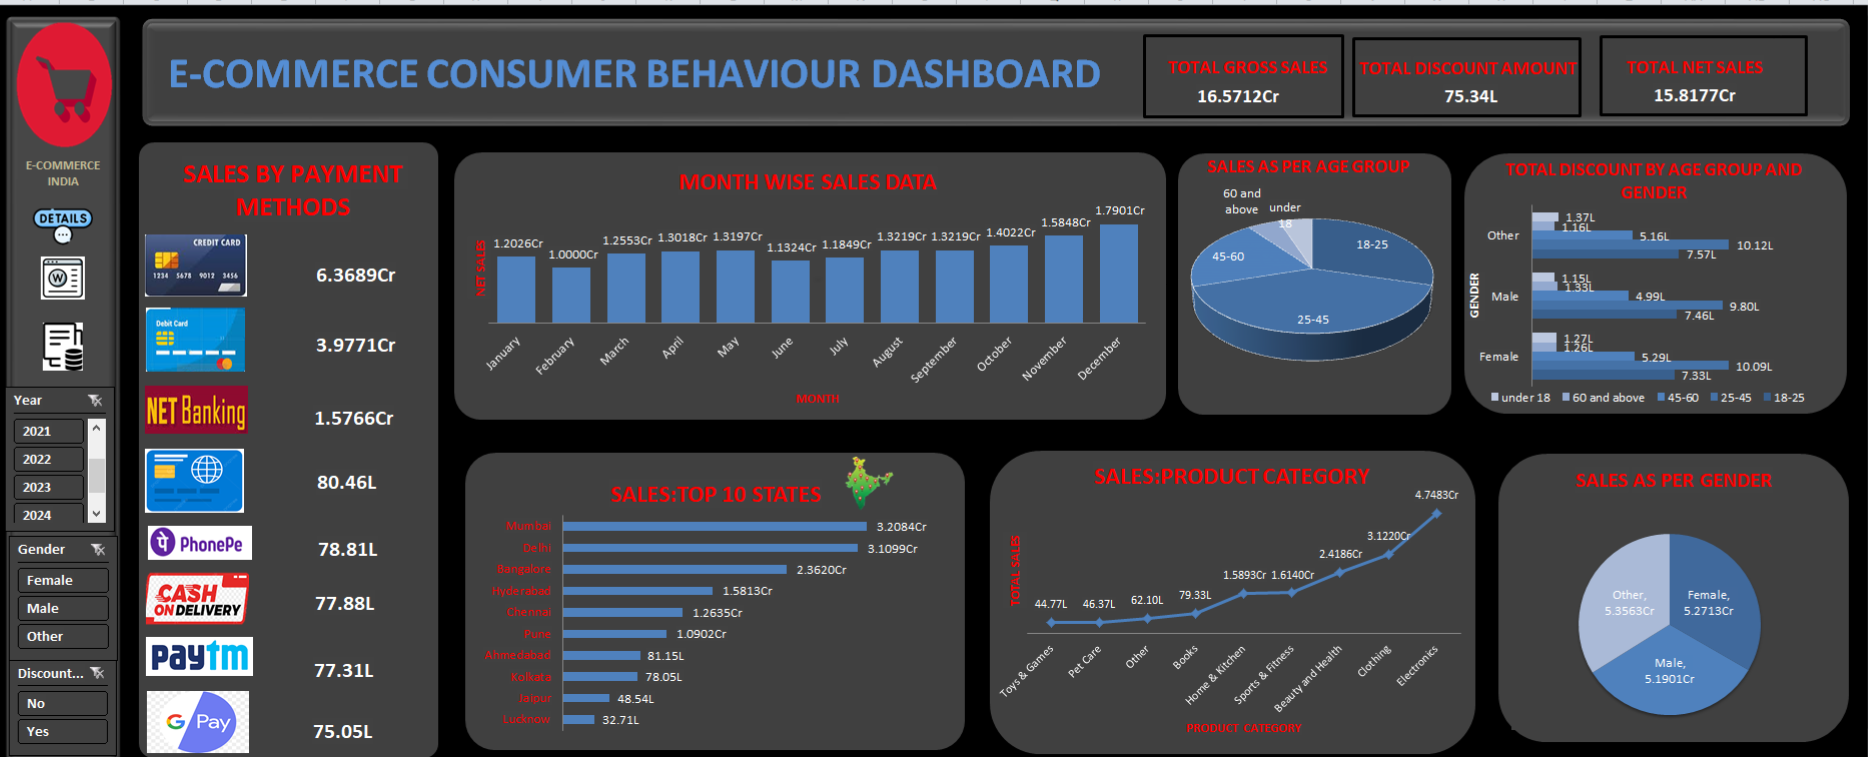 E-COMMERCE CONSUMER BEHAVIOUR DASHBOARD
TOTAL GROSS SALES
16.5712Cr
TOTAL DISCOUNT AMOUNT
75.34L
TOTAL NET SALES
15.8177Cr
E-COMMERCE
INDIA
DETAILS
W
Year
2021
2022
2023
2024
Gender
Female
Male
Other
Discount...
No
Yes
SALES BY PAYMENT
METHODS
CREDIT CARD
1234 5678 9012 3456
6.3689Cr
Debit Card
3.9771Cr
NET Banking
1.5766Cr
80.46L
PhonePe
78.81L
CASH
ON DELIVERY
77.88L
paytm
77.31L
G Pay
75.05L
MONTH WISE SALES DATA
NET SALES
1.2026Cr
1.0000Cr
1.2553Cr
1.3018Cr
1.3197Cr
1.1324Cr
1.1849Cr
1.3219Cr
1.3219Cr
1.4022Cr
1.5848Cr
1.7901Cr
January
February
March
April
May
June
July
August
September
October
November
December
MONTH
SALES AS PER AGE GROUP
60 and
above
under
18
18-25
45-60
25-45
TOTAL DISCOUNT BY AGE GROUP AND
GENDER
GENDER
Other
1.37L
1.16L
5.16L
10.12L
7.57L
Male
1.15L
1.33L
4.99L
9.80L
7.46L
Female
1.27L
1.26L
5.29L
10.09L
7.33L
under 18
60 and above
45-60
25-45
18-25
SALES:TOP 10 STATES
Mumbai 3.2084Cr
Delhi 3.1099Cr
Bangalore 2.3620Cr
Hyderabad 1.5813Cr
Chennai 1.2635Cr
Pune 1.0902Cr
Ahmedabad 81.15L
Kolkata 78.05L
Jaipur 48.54L
Lucknow 32.71L
SALES:PRODUCT CATEGORY
TOTAL SALES
44.77L
46.37L
62.10L
79.33L
1.5893Cr
1.6140Cr
2.4186Cr
3.1220Cr
4.7483Cr
Toys & Games
Pet Care
Other
Books
Home & Kitchen
Sports & Fitness
Beauty and Health
Clothing
Electronics
PRODUCT CATEGORY
SALES AS PER GENDER
Other,
5.3563Cr
Female,
5.2713Cr
Male,
5.1901Cr